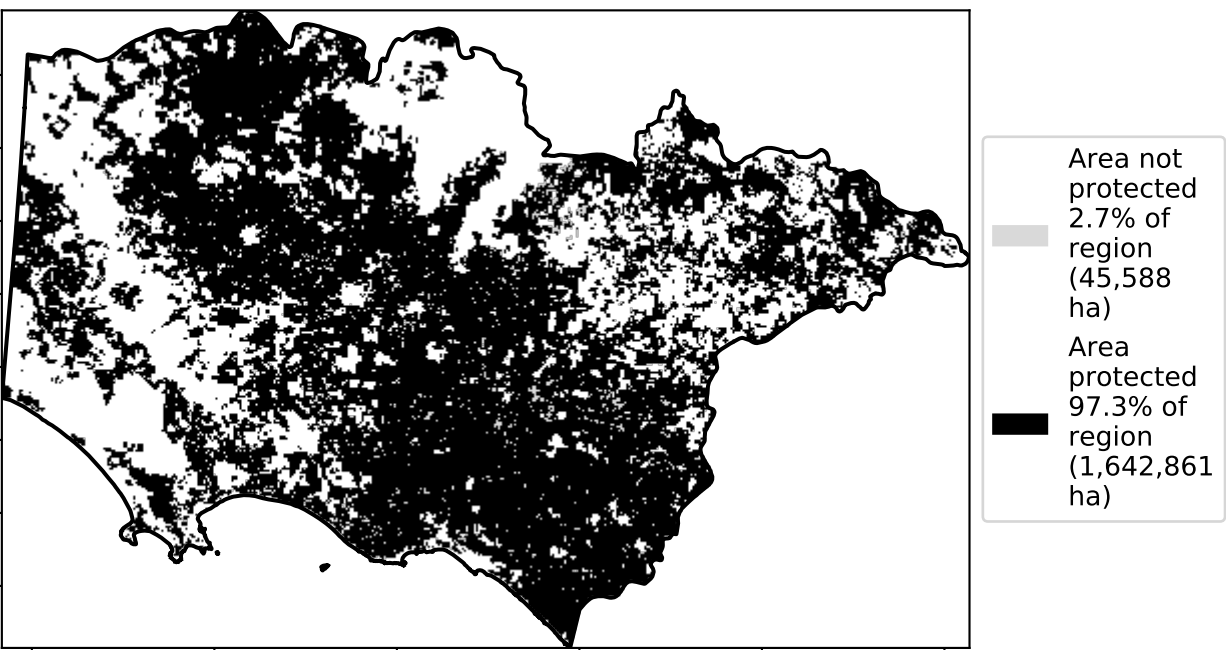 Area not
protected
2.7% of
region
(45,588
ha)
Area
protected
97.3% of
region
(1,642,861
ha)